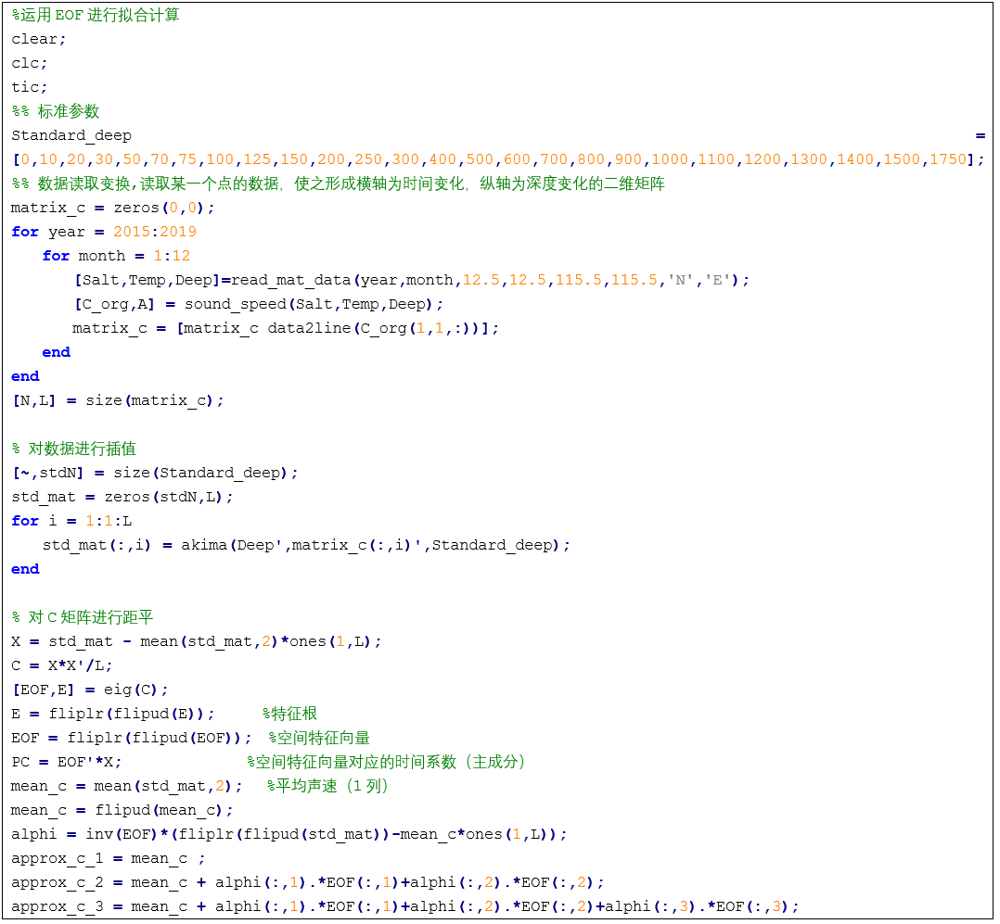 %运用 EOF 进行拟合计算
clear;
clc;
tic;
%% 标准参数
Standard_deep =
[0,10,20,30,50,70,75,100,125,150,200,250,300,400,500,600,700,800,900,1000,1100,1200,1300,1400,1500,1750];
%% 数据读取变换,读取某一个点的数据，使之形成横轴为时间变化，纵轴为深度变化的二维矩阵
matrix_c = zeros(0,0);
for year = 2015:2019
for month = 1:12
[Salt,Temp,Deep]=read_mat_data(year,month,12.5,12.5,115.5,115.5,'N','E');
[C_org,A] = sound_speed(Salt,Temp,Deep);
matrix_c = [matrix_c data2line(C_org(1,1,:))];
end
end
[N,L] = size(matrix_c);
% 对数据进行插值
[~,stdN] = size(Standard_deep);
std_mat = zeros(stdN,L);
for i = 1:1:L
std_mat(:,i) = akima(Deep',matrix_c(:,i)',Standard_deep);
end
% 对 C 矩阵进行距平
X = std_mat - mean(std_mat,2)*ones(1,L);
C = X*X'/L;
[EOF,E] = eig(C);
E = fliplr(flipud(E)); %特征根
EOF = fliplr(flipud(EOF)); %空间特征向量
PC = EOF'*X; %空间特征向量对应的时间系数（主成分）
mean_c = mean(std_mat,2); %平均声速（1 列）
mean_c = flipud(mean_c);
alphi = inv(EOF)*(fliplr(flipud(std_mat))-mean_c*ones(1,L));
approx_c_1 = mean_c ;
approx_c_2 = mean_c + alphi(:,1).*EOF(:,1)+alphi(:,2).*EOF(:,2);
approx_c_3 = mean_c + alphi(:,1).*EOF(:,1)+alphi(:,2).*EOF(:,2)+alphi(:,3).*EOF(:,3);